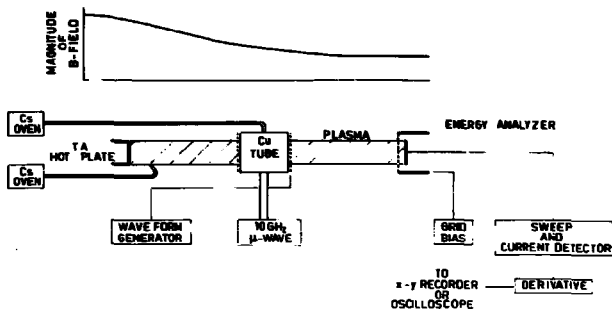 MAGNITUDE
OF
B-FIELD
Cs
OVEN
TA
HOT PLATE
Cs
OVEN
Cu
TUBE
PLASMA
ENERGY ANALYZER
WAVE FORM
GENERATOR
10 GHz
μ-WAVE
GRID
BIAS
SWEEP
AND
CURRENT DETECTOR
TO
x-y RECORDER
OR
OSCILLOSCOPE
DERIVATIVE